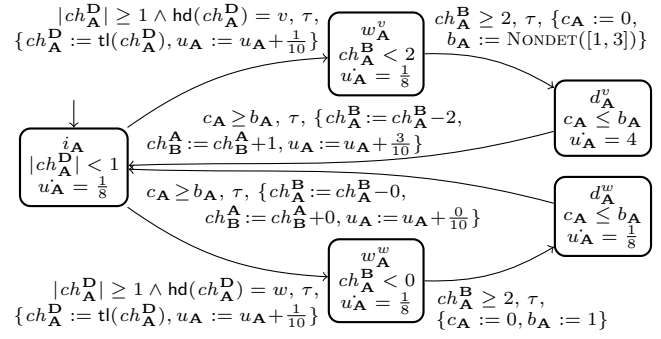 |ch_A^D| ≥ 1 ∧ hd(ch_A^D) = v, τ,
{ch_A^D := tl(ch_A^D), u_A := u_A+1/10}
w_A^v
ch_A^B < 2
u̇_A = 1/8
ch_A^B ≥ 2, τ, {c_A := 0,
b_A := NONDET([1, 3])}
d_A^v
c_A ≤ b_A
u̇_A = 4
c_A ≥ b_A, τ, {ch_A^B := ch_A^B−2,
ch_B^A := ch_B^A+1, u_A := u_A+3/10}
i_A
|ch_A^D| < 1
u̇_A = 1/8
c_A ≥ b_A, τ, {ch_A^B := ch_A^B−0,
ch_B^A := ch_B^A+0, u_A := u_A+0/10}
d_A^w
c_A ≤ b_A
u̇_A = 1/8
|ch_A^D| ≥ 1 ∧ hd(ch_A^D) = w, τ,
{ch_A^D := tl(ch_A^D), u_A := u_A+1/10}
w_A^w
ch_A^B < 0
u̇_A = 1/8
ch_A^B ≥ 2, τ,
{c_A := 0, b_A := 1}